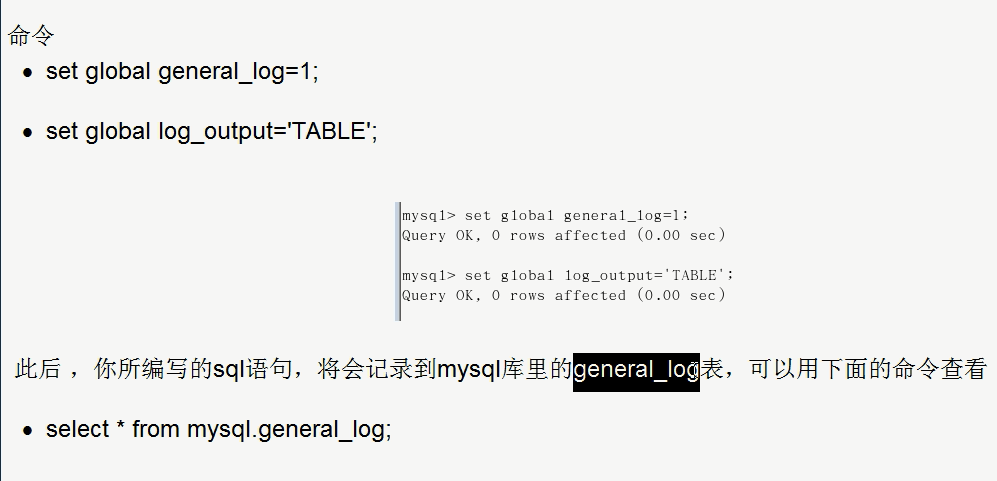 命令
• set global general_log=1;
• set global log_output='TABLE';
mysql> set global general_log=1;
Query OK, 0 rows affected (0.00 sec)
mysql> set global log_output='TABLE';
Query OK, 0 rows affected (0.00 sec)
此后 ，你所编写的sql语句，将会记录到mysql库里的general_log表，可以用下面的命令查看
• select * from mysql.general_log;